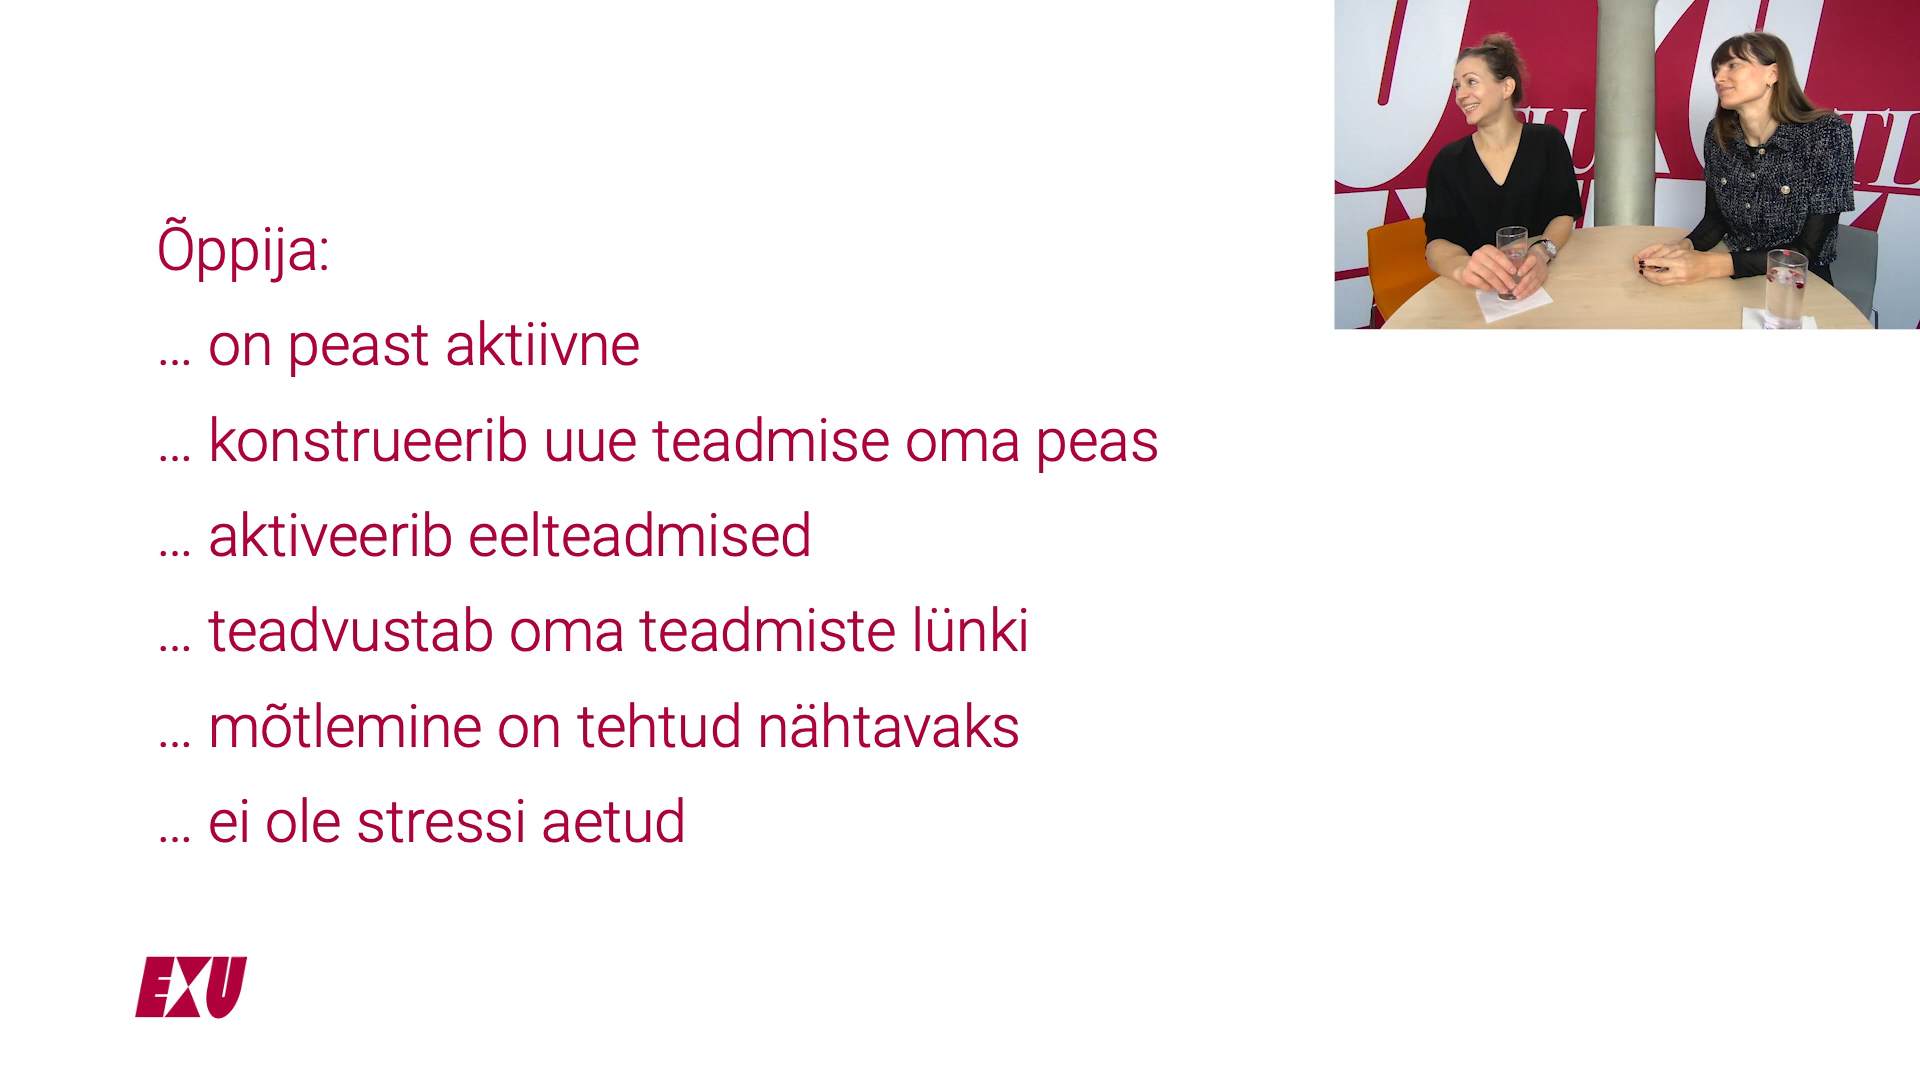 Õppija:
... on peast aktiivne
... konstrueerib uue teadmise oma peas
... aktiveerib eelteadmised
... teadvustab oma teadmiste lünki
... mõtlemine on tehtud nähtavaks
... ei ole stressi aetud
EXU